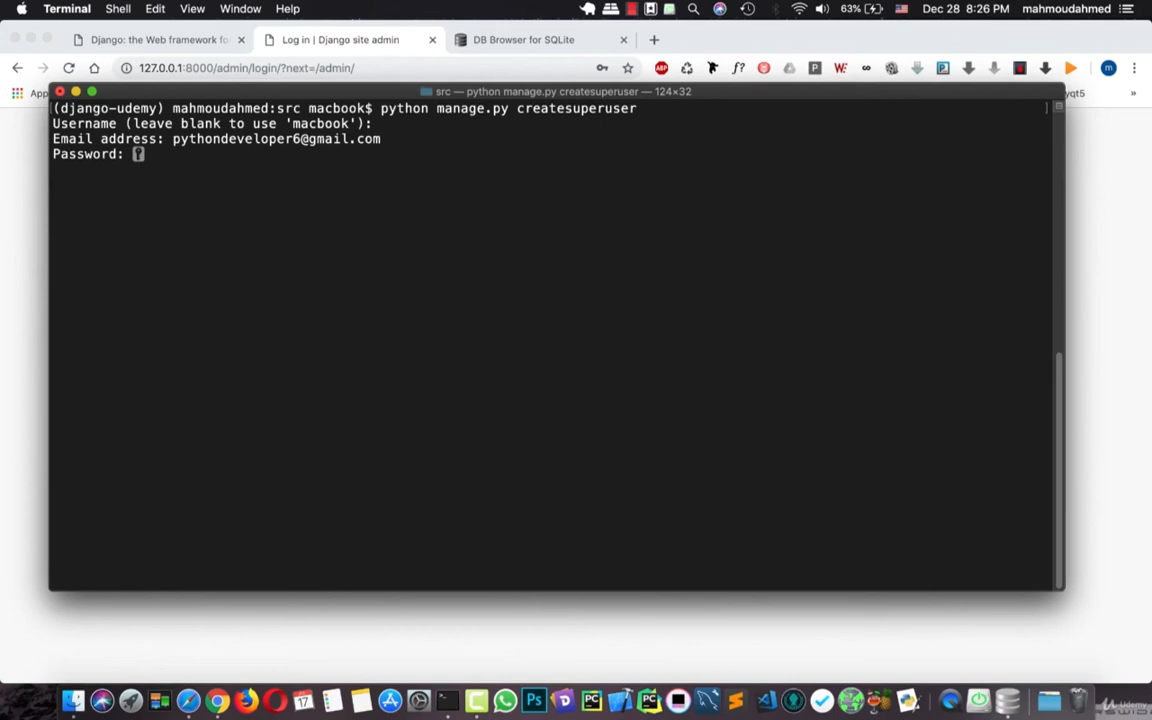 Terminal Shell Edit View Window Help 63% Dec 28 8:26 PM mahmoudahmed
Django: the Web framework fo Log in | Django site admin DB Browser for SQLite
127.0.0.1:8000/admin/login/?next=/admin/
App yqt5 »
src — python manage.py createsuperuser — 124×32
(django-udemy) mahmoudahmed:src macbook$ python manage.py createsuperuser
Username (leave blank to use 'macbook'):
Email address: pythondeveloper6@gmail.com
Password:
Udemy